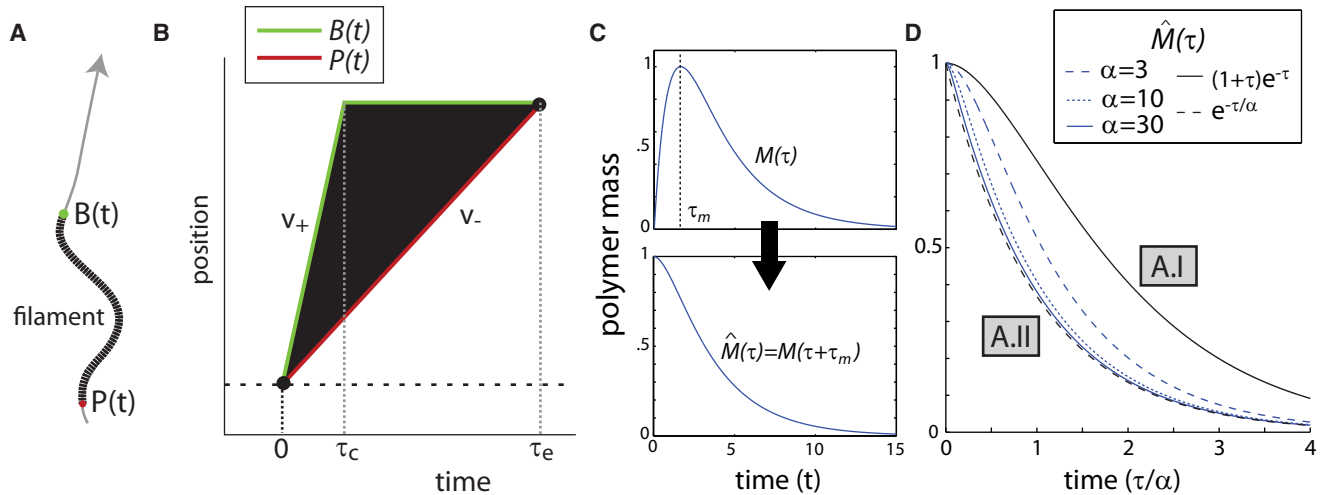 A
B(t)
filament
P(t)
B
B(t)
P(t)
position
v+
v-
0
τc
τe
time
C
polymer mass
1
.5
0
M(τ)
τm
1
.5
0
M̂(τ)=M(τ+τm)
0
5
10
15
time (t)
D
M̂(τ)
α=3
α=10
α=30
(1+τ)e-τ
e-τ/α
1
0.5
0
A.I
A.II
0
1
2
3
4
time (τ/α)